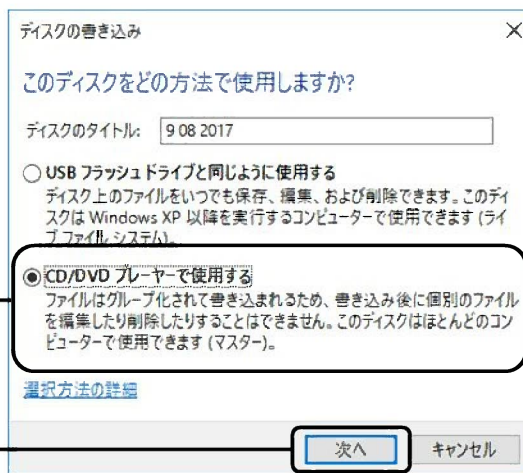 ディスクの書き込み
このディスクをどの方法で使用しますか?
ディスクのタイトル: 9 08 2017
USB フラッシュドライブと同じように使用する
ディスク上のファイルをいつでも保存、編集、および削除できます。このディ
スクは Windows XP 以降を実行するコンピューターで使用できます (ライ
ブ ファイル システム)。
CD/DVD プレーヤーで使用する
ファイルはグループ化されて書き込まれるため、書き込み後に個別のファイル
を編集したり削除したりすることはできません。このディスクはほとんどのコン
ピューターで使用できます (マスター)。
選択方法の詳細
次へ キャンセル